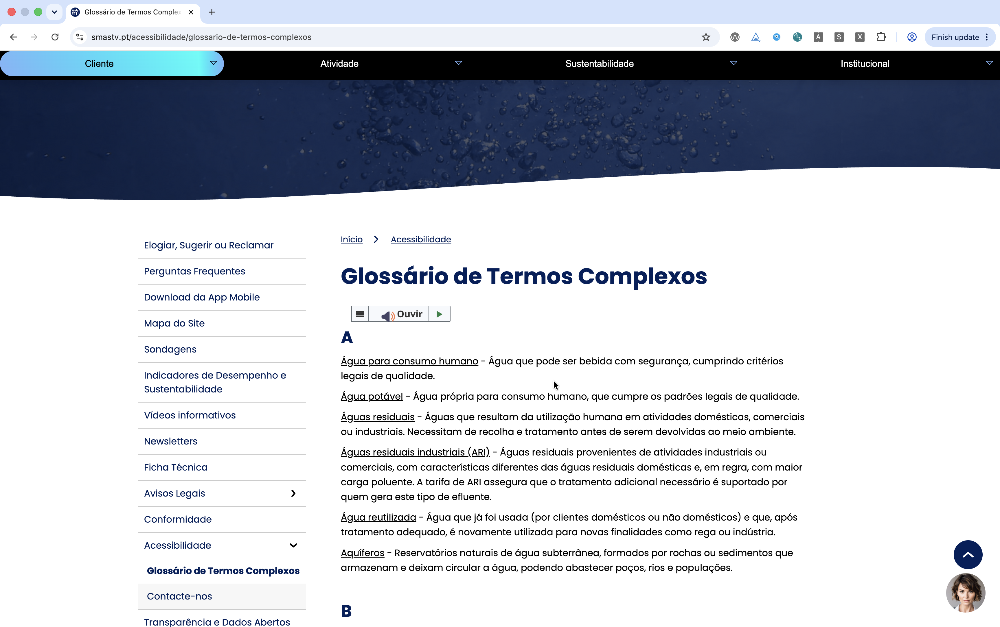 Glossário de Termos Complex
smastv.pt/acessibilidade/glossario-de-termos-complexos
A
S
X
Finish update
Cliente
Atividade
Sustentabilidade
Institucional
Elogiar, Sugerir ou Reclamar
Perguntas Frequentes
Download da App Mobile
Mapa do Site
Sondagens
Indicadores de Desempenho e
Sustentabilidade
Vídeos informativos
Newsletters
Ficha Técnica
Avisos Legais
Conformidade
Acessibilidade
Glossário de Termos Complexos
Contacte-nos
Transparência e Dados Abertos
Início
Acessibilidade
Glossário de Termos Complexos
Ouvir
A
Água para consumo humano - Água que pode ser bebida com segurança, cumprindo critérios
legais de qualidade.
Água potável - Água própria para consumo humano, que cumpre os padrões legais de qualidade.
Águas residuais - Águas que resultam da utilização humana em atividades domésticas, comerciais
ou industriais. Necessitam de recolha e tratamento antes de serem devolvidas ao meio ambiente.
Águas residuais industriais (ARI) - Águas residuais provenientes de atividades industriais ou
comerciais, com características diferentes das águas residuais domésticas e, em regra, com maior
carga poluente. A tarifa de ARI assegura que o tratamento adicional necessário é suportado por
quem gera este tipo de efluente.
Água reutilizada - Água que já foi usada (por clientes domésticos ou não domésticos) e que, após
tratamento adequado, é novamente utilizada para novas finalidades como rega ou indústria.
Aquíferos - Reservatórios naturais de água subterrânea, formados por rochas ou sedimentos que
armazenam e deixam circular a água, podendo abastecer poços, rios e populações.
B